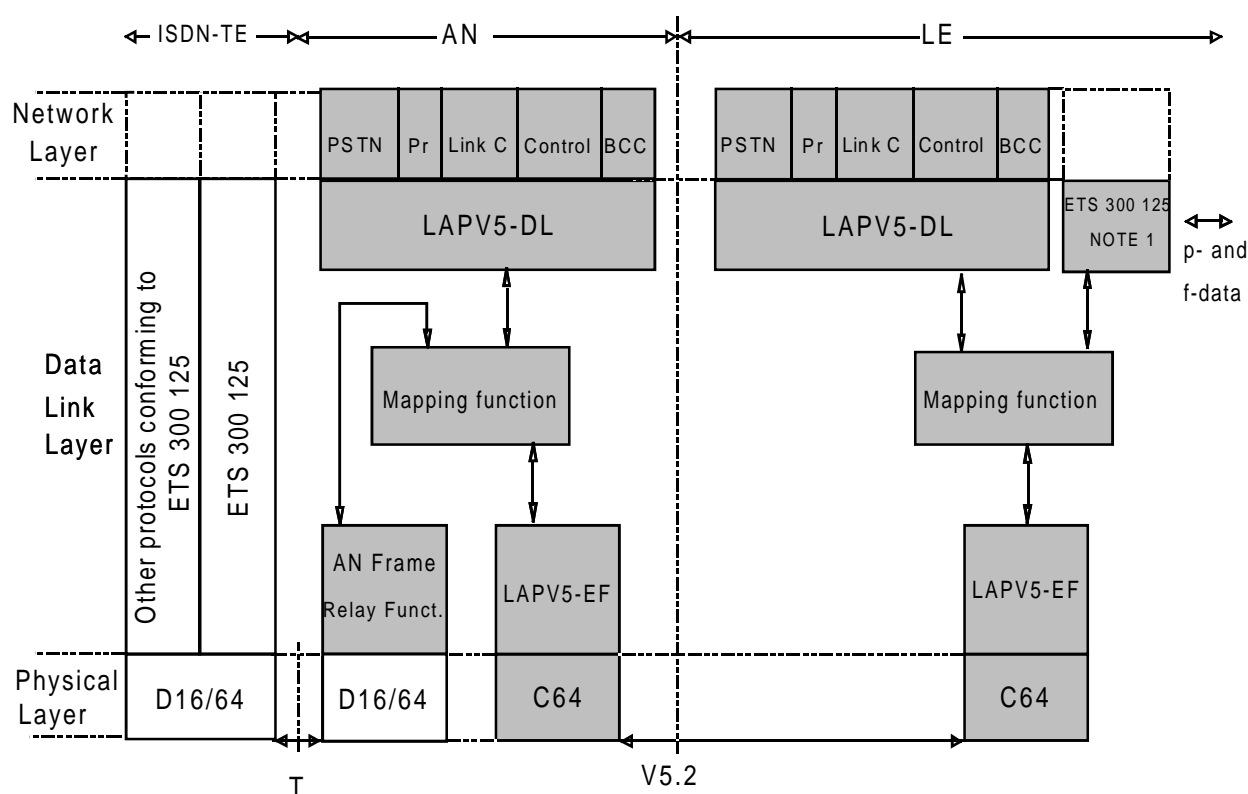 ISDN-TE
AN
LE
Network
Layer
PSTN
Pr
Link C
Control
BCC
PSTN
Pr
Link C
Control
BCC
LAPV5-DL
LAPV5-DL
ETS 300 125
NOTE 1
p- and
f-data
Data
Link
Layer
Other protocols conforming to
ETS 300 125
ETS 300 125
Mapping function
Mapping function
AN Frame
Relay Funct.
LAPV5-EF
LAPV5-EF
Physical
Layer
D16/64
D16/64
C64
C64
T
V5.2